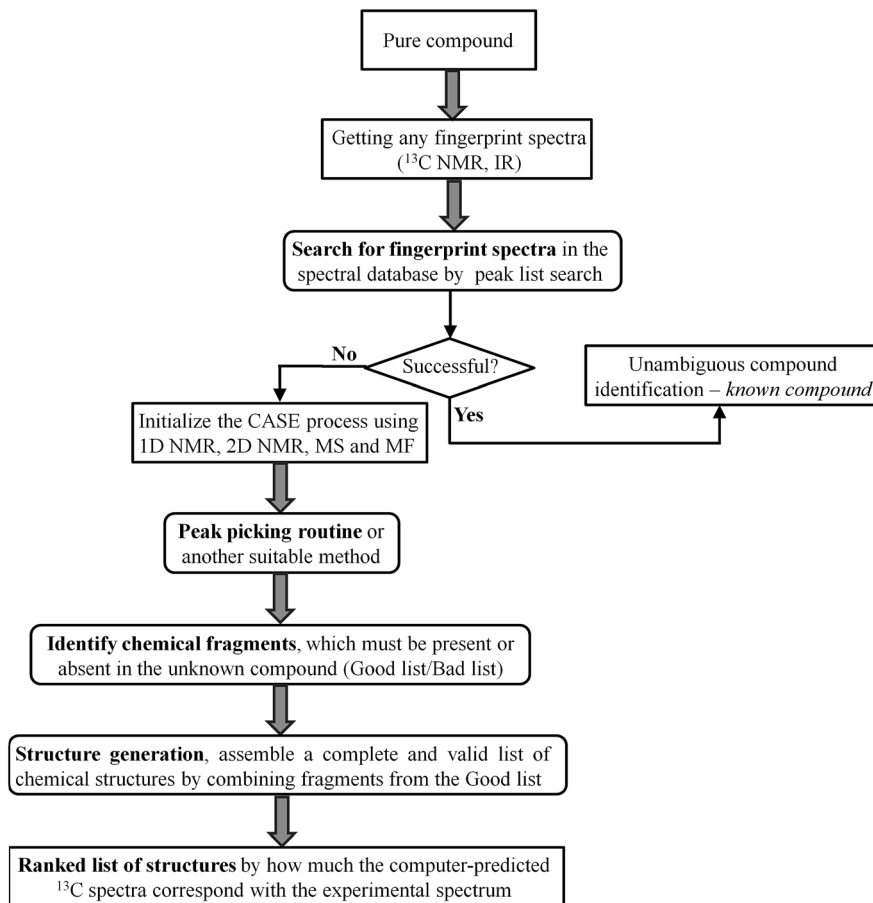 Pure compound
Getting any fingerprint spectra
(¹³C NMR, IR)
Search for fingerprint spectra in the
spectral database by peak list search
Successful?
No
Yes
Unambiguous compound
identification – known compound
Initialize the CASE process using
1D NMR, 2D NMR, MS and MF
Peak picking routine or
another suitable method
Identify chemical fragments, which must be present or
absent in the unknown compound (Good list/Bad list)
Structure generation, assemble a complete and valid list of
chemical structures by combining fragments from the Good list
Ranked list of structures by how much the computer-predicted
¹³C spectra correspond with the experimental spectrum